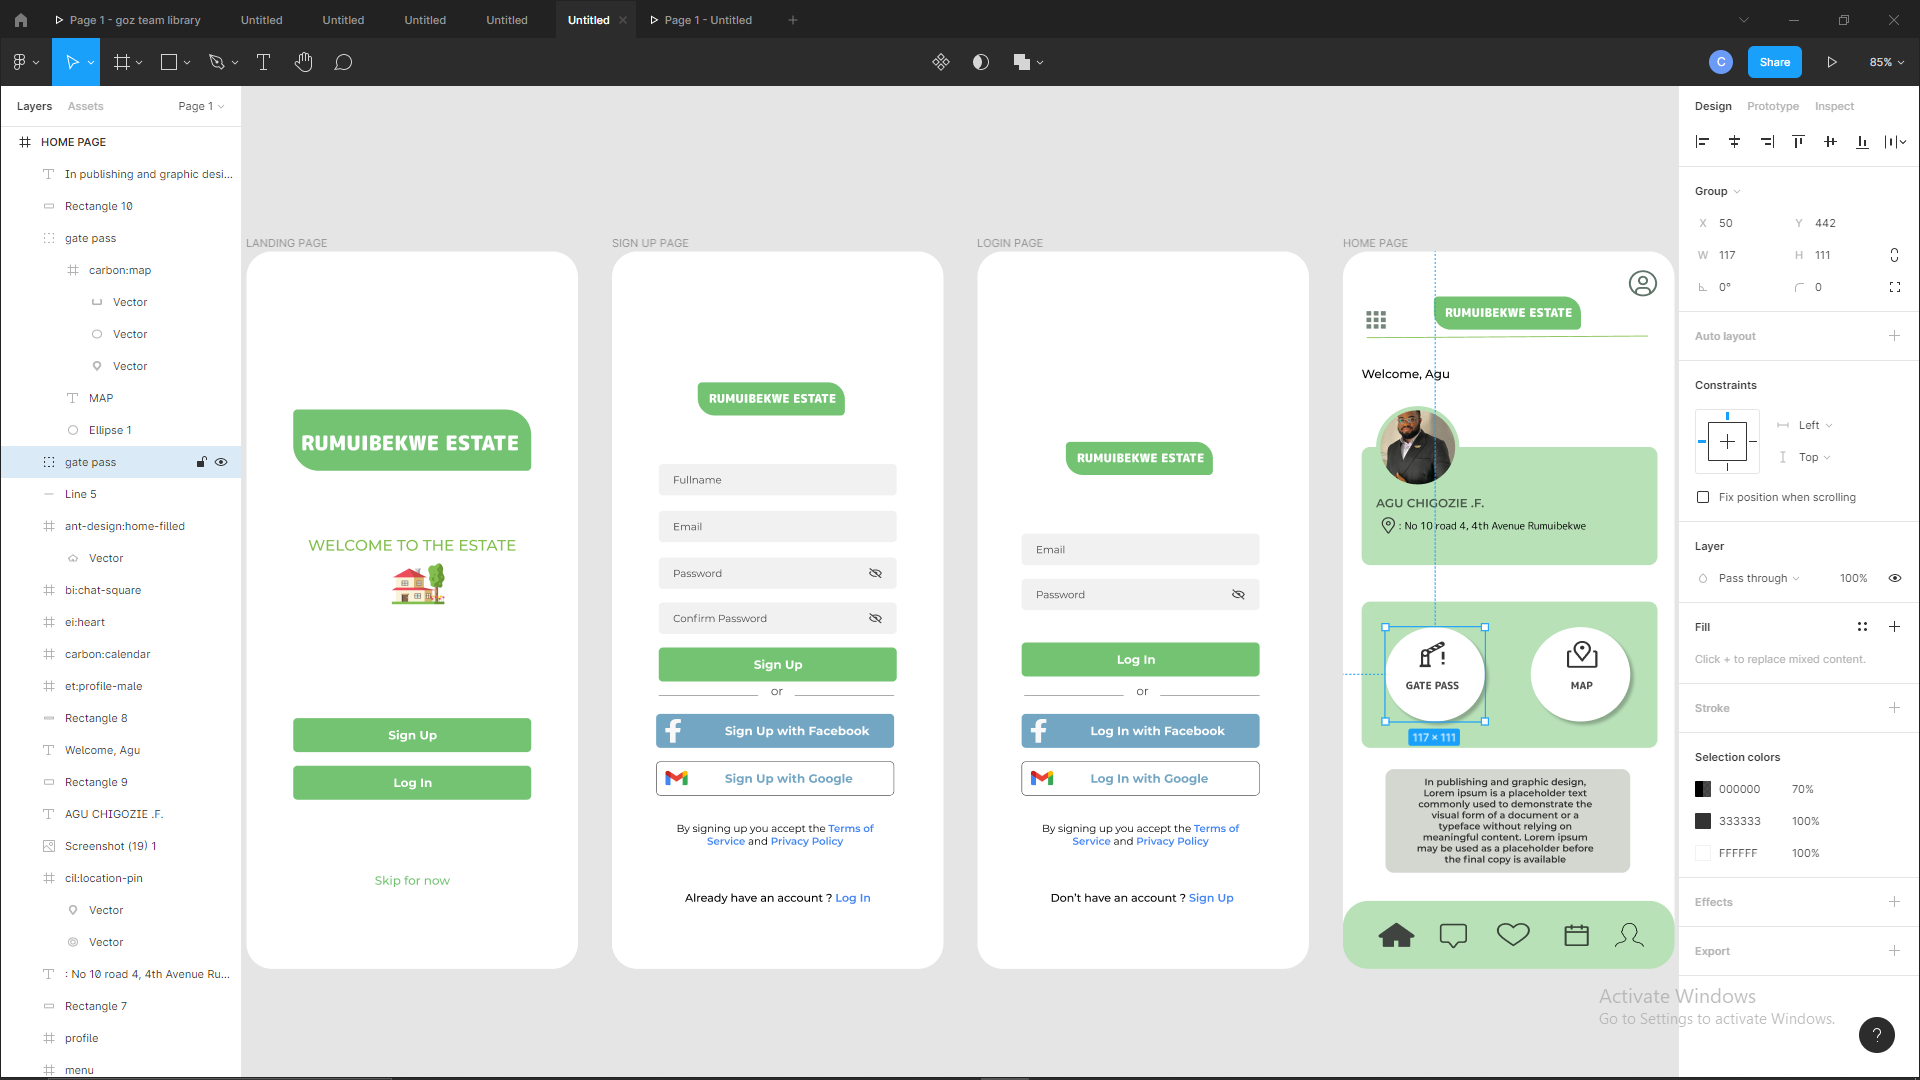 Page 1 - goz team library
Untitled
Untitled
Untitled
Untitled
Untitled
Page 1 - Untitled
C
Share
85%
Layers
Assets
Page 1
HOME PAGE
In publishing and graphic desi...
Rectangle 10
gate pass
carbon:map
Vector
Vector
Vector
MAP
Ellipse 1
gate pass
Line 5
ant-design:home-filled
Vector
bi:chat-square
ei:heart
carbon:calendar
et:profile-male
Rectangle 8
Welcome, Agu
Rectangle 9
AGU CHIGOZIE .F.
Screenshot (19) 1
cil:location-pin
Vector
Vector
: No 10 road 4, 4th Avenue Ru...
Rectangle 7
profile
menu
LANDING PAGE
RUMUIBEKWE ESTATE
WELCOME TO THE ESTATE
Sign Up
Log In
Skip for now
SIGN UP PAGE
RUMUIBEKWE ESTATE
Fullname
Email
Password
Confirm Password
Sign Up
or
Sign Up with Facebook
Sign Up with Google
By signing up you accept the Terms of
Service and Privacy Policy
Already have an account ? Log In
LOGIN PAGE
RUMUIBEKWE ESTATE
Email
Password
Log In
or
Log In with Facebook
Log In with Google
By signing up you accept the Terms of
Service and Privacy Policy
Don't have an account ? Sign Up
HOME PAGE
RUMUIBEKWE ESTATE
Welcome, Agu
AGU CHIGOZIE .F.
: No 10 road 4, 4th Avenue Rumuibekwe
GATE PASS
MAP
117 × 111
In publishing and graphic design,
Lorem ipsum is a placeholder text
commonly used to demonstrate the
visual form of a document or a
typeface without relying on
meaningful content. Lorem ipsum
may be used as a placeholder before
the final copy is available
Design
Prototype
Inspect
Group
X 50
Y 442
W 117
H 111
0°
0
Auto layout
Constraints
Left
Top
Fix position when scrolling
Layer
Pass through
100%
Fill
Click + to replace mixed content.
Stroke
Selection colors
000000 70%
333333 100%
FFFFFF 100%
Effects
Export
Activate Windows
Go to Settings to activate Windows.
?